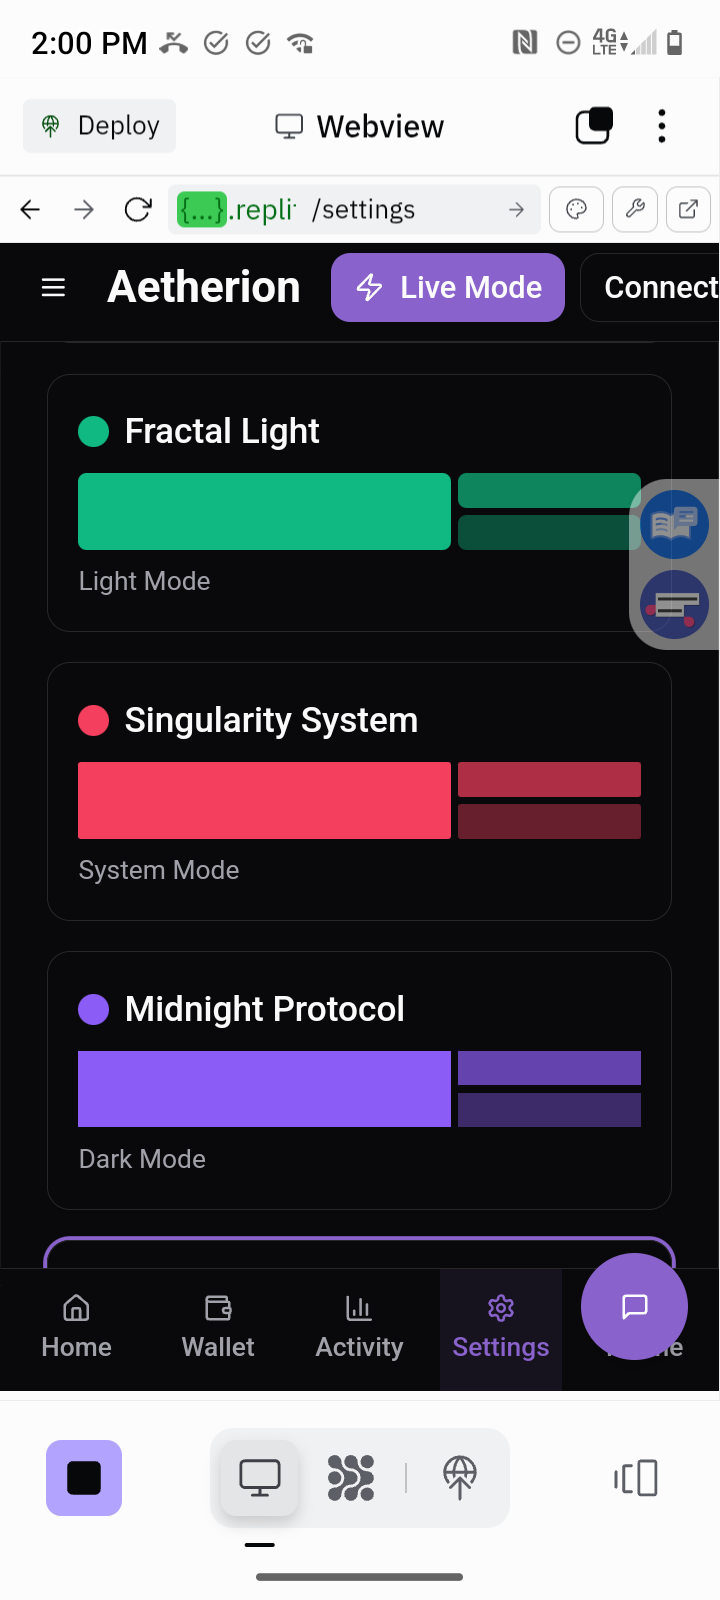 2:00 PM
4G
LTE
Deploy
Webview
{...}.repli /settings
Aetherion
Live Mode
Connect
Fractal Light
Light Mode
Singularity System
System Mode
Midnight Protocol
Dark Mode
Home
Wallet
Activity
Settings